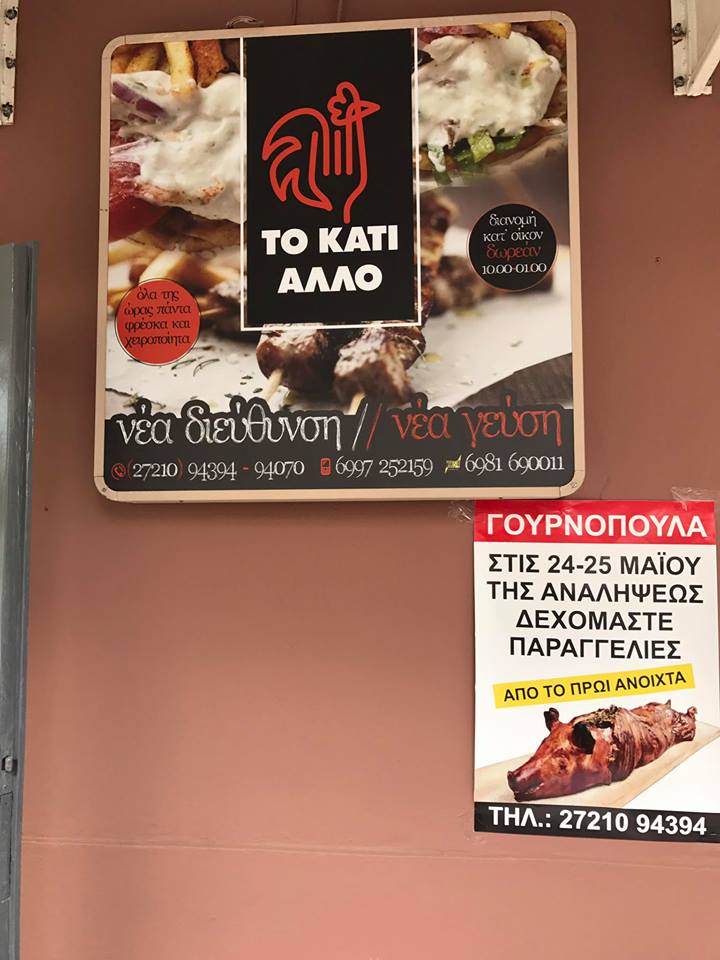 ΤΟ ΚΑΤΙ
ΑΛΛΟ
διανομή
κατ' οίκον
δωρεάν
10.00-01.00
όλα της
ώρας πάντα
φρέσκα και
χειροποίητα
νέα διεύθυνση // νέα γεύση
(27210) 94394 - 94070 6997 252159 6981 690011
ΓΟΥΡΝΟΠΟΥΛΑ
ΣΤΙΣ 24-25 ΜΑΪΟΥ
ΤΗΣ ΑΝΑΛΗΨΕΩΣ
ΔΕΧΟΜΑΣΤΕ
ΠΑΡΑΓΓΕΛΙΕΣ
ΑΠΟ ΤΟ ΠΡΩΙ ΑΝΟΙΧΤΑ
ΤΗΛ.: 27210 94394